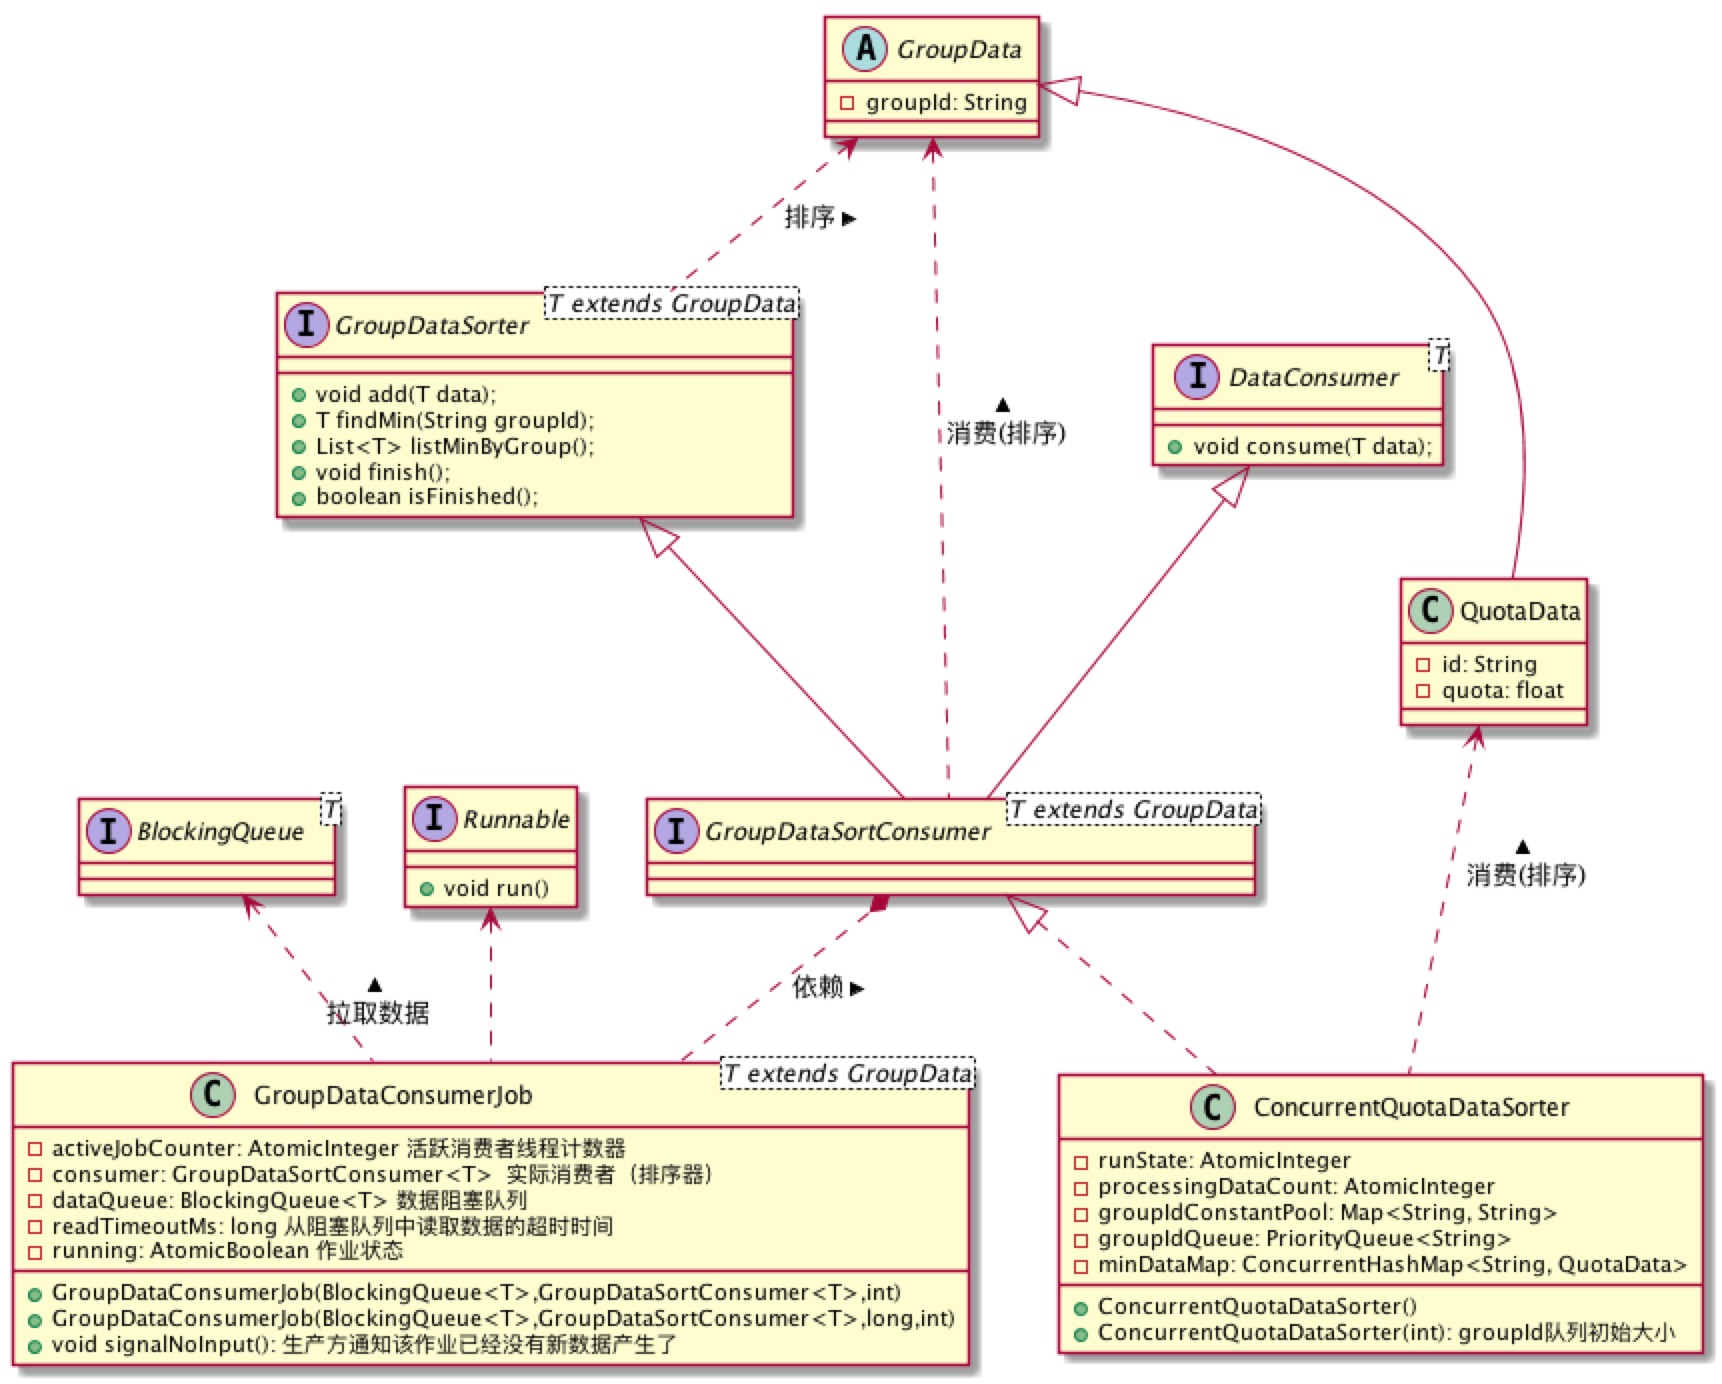 A GroupData
groupId: String
排序 ▶
T extends GroupData
I GroupDataSorter
void add(T data);
T findMin(String groupId);
List<T> listMinByGroup();
void finish();
boolean isFinished();
▲
消费(排序)
T
I DataConsumer
void consume(T data);
C QuotaData
id: String
quota: float
T
I BlockingQueue
I Runnable
void run()
T extends GroupData
I GroupDataSortConsumer
▲
消费(排序)
▲
拉取数据
依赖 ▶
T extends GroupData
C GroupDataConsumerJob
activeJobCounter: AtomicInteger 活跃消费者线程计数器
consumer: GroupDataSortConsumer<T> 实际消费者（排序器）
dataQueue: BlockingQueue<T> 数据阻塞队列
readTimeoutMs: long 从阻塞队列中读取数据的超时时间
running: AtomicBoolean 作业状态
GroupDataConsumerJob(BlockingQueue<T>,GroupDataSortConsumer<T>,int)
GroupDataConsumerJob(BlockingQueue<T>,GroupDataSortConsumer<T>,long,int)
void signalNoInput(): 生产方通知该作业已经没有新数据产生了
C ConcurrentQuotaDataSorter
runState: AtomicInteger
processingDataCount: AtomicInteger
groupIdConstantPool: Map<String, String>
groupIdQueue: PriorityQueue<String>
minDataMap: ConcurrentHashMap<String, QuotaData>
ConcurrentQuotaDataSorter()
ConcurrentQuotaDataSorter(int): groupId队列初始大小